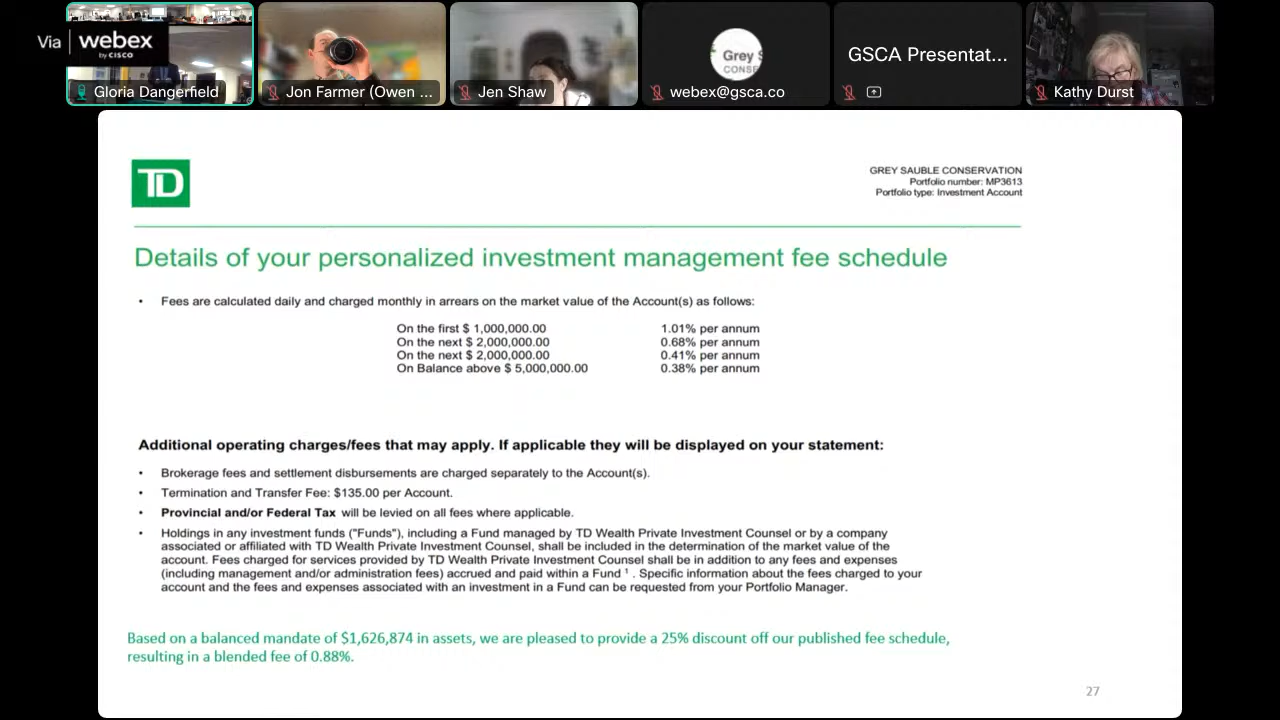 Via webex
by CISCO
Gloria Dangerfield
Jon Farmer (Owen ...
Jen Shaw
Grey S
CONSE
webex@gsca.co
GSCA Presentat...
Kathy Durst
TD
GREY SAUBLE CONSERVATION
Portfolio number: MP3613
Portfolio type: Investment Account
Details of your personalized investment management fee schedule
• Fees are calculated daily and charged monthly in arrears on the market value of the Account(s) as follows:
On the first $ 1,000,000.00 1.01% per annum
On the next $ 2,000,000.00 0.68% per annum
On the next $ 2,000,000.00 0.41% per annum
On Balance above $ 5,000,000.00 0.38% per annum
Additional operating charges/fees that may apply. If applicable they will be displayed on your statement:
• Brokerage fees and settlement disbursements are charged separately to the Account(s).
• Termination and Transfer Fee: $135.00 per Account.
• Provincial and/or Federal Tax will be levied on all fees where applicable.
• Holdings in any investment funds ("Funds"), including a Fund managed by TD Wealth Private Investment Counsel or by a company
associated or affiliated with TD Wealth Private Investment Counsel, shall be included in the determination of the market value of the
account. Fees charged for services provided by TD Wealth Private Investment Counsel shall be in addition to any fees and expenses
(including management and/or administration fees) accrued and paid within a Fund ¹ . Specific information about the fees charged to your
account and the fees and expenses associated with an investment in a Fund can be requested from your Portfolio Manager.
Based on a balanced mandate of $1,626,874 in assets, we are pleased to provide a 25% discount off our published fee schedule,
resulting in a blended fee of 0.88%.
27